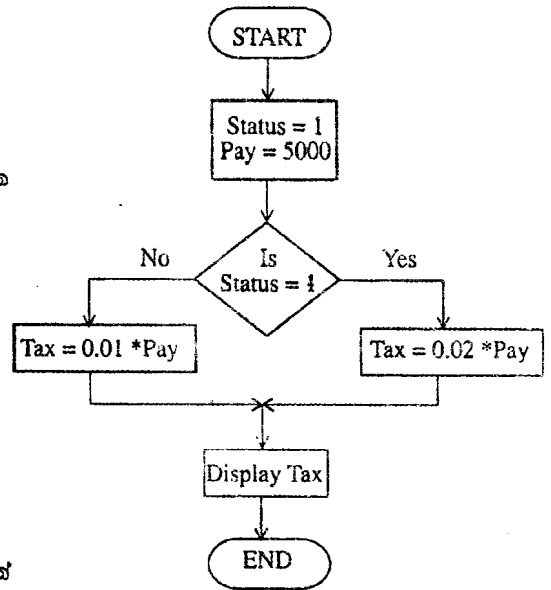 START
Status = 1
Pay = 5000
No
Is
Yes
Status =
Tax = 0.01 *Pay
Tax = 0.02 *Pay
Display Tax
END